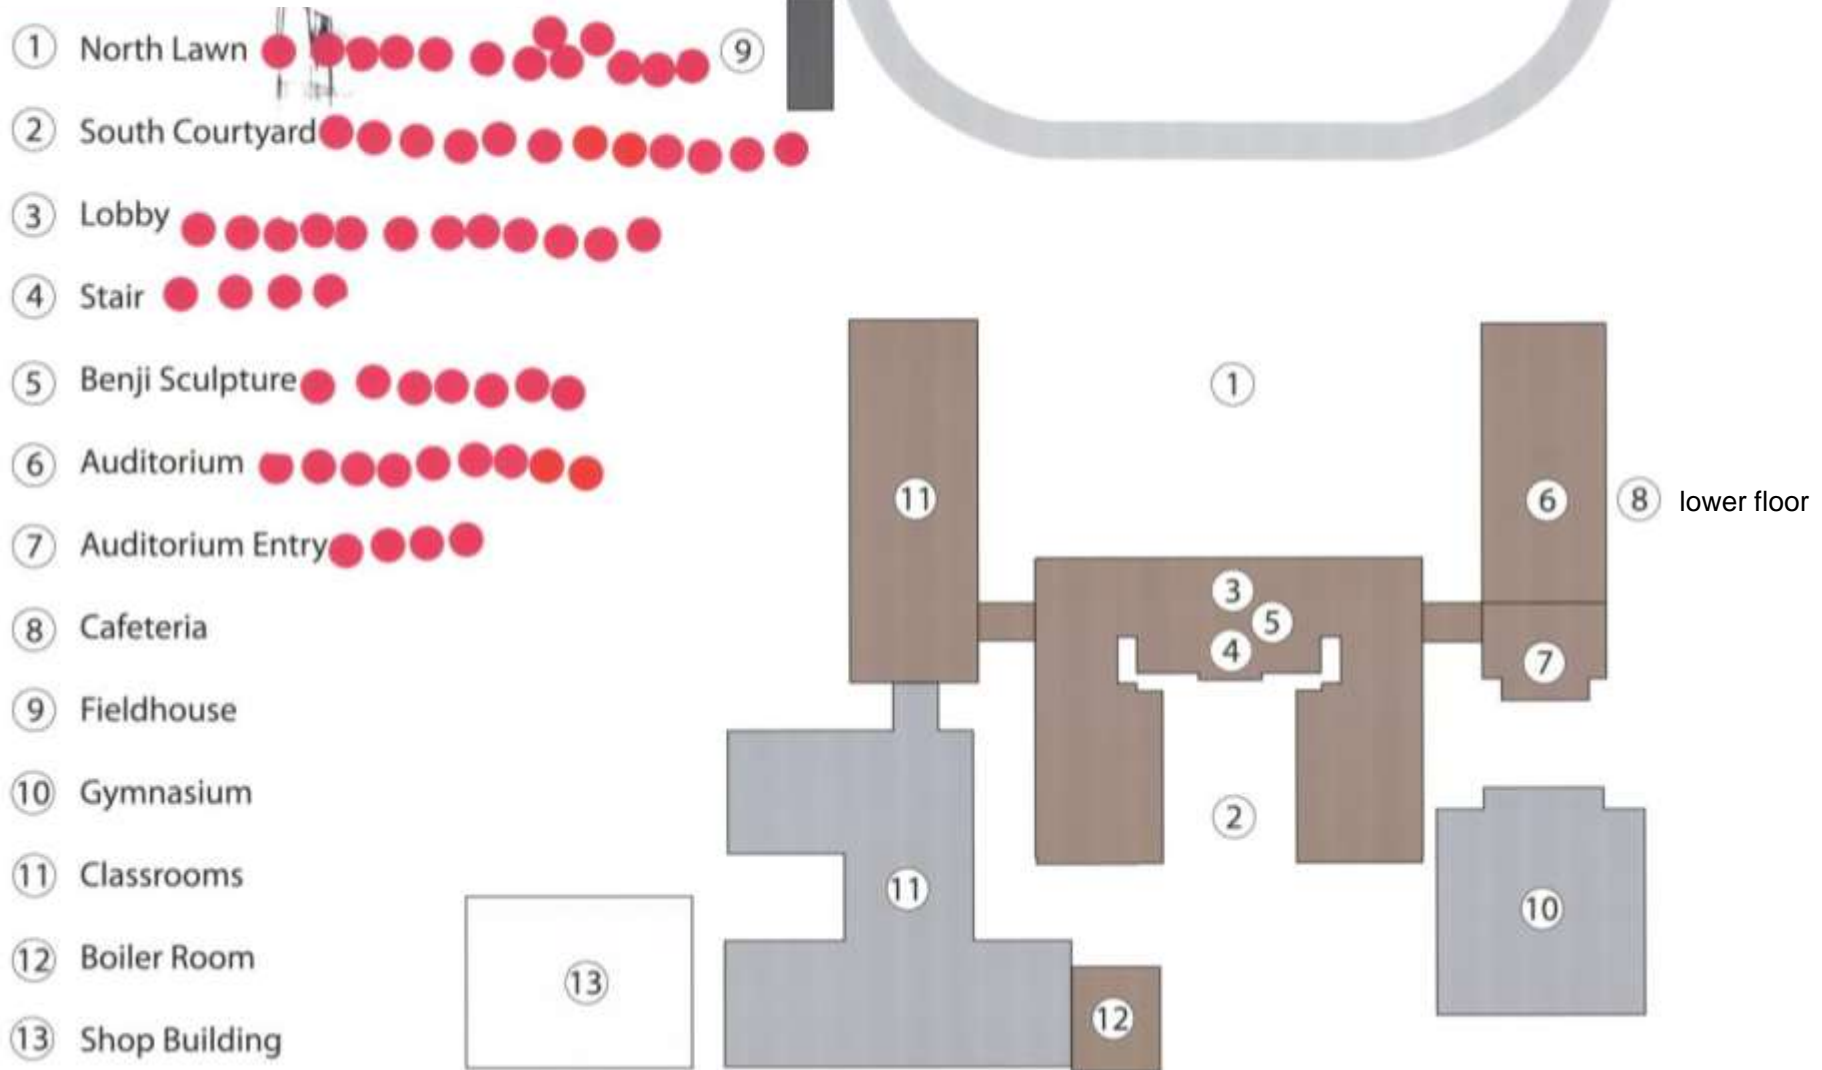 1 North Lawn
2 South Courtyard
3 Lobby
4 Stair
5 Benji Sculpture
6 Auditorium
7 Auditorium Entry
8 Cafeteria
9 Fieldhouse
10 Gymnasium
11 Classrooms
12 Boiler Room
13 Shop Building
9
1
11
6
8 lower floor
3
5
4
7
2
11
10
13
12